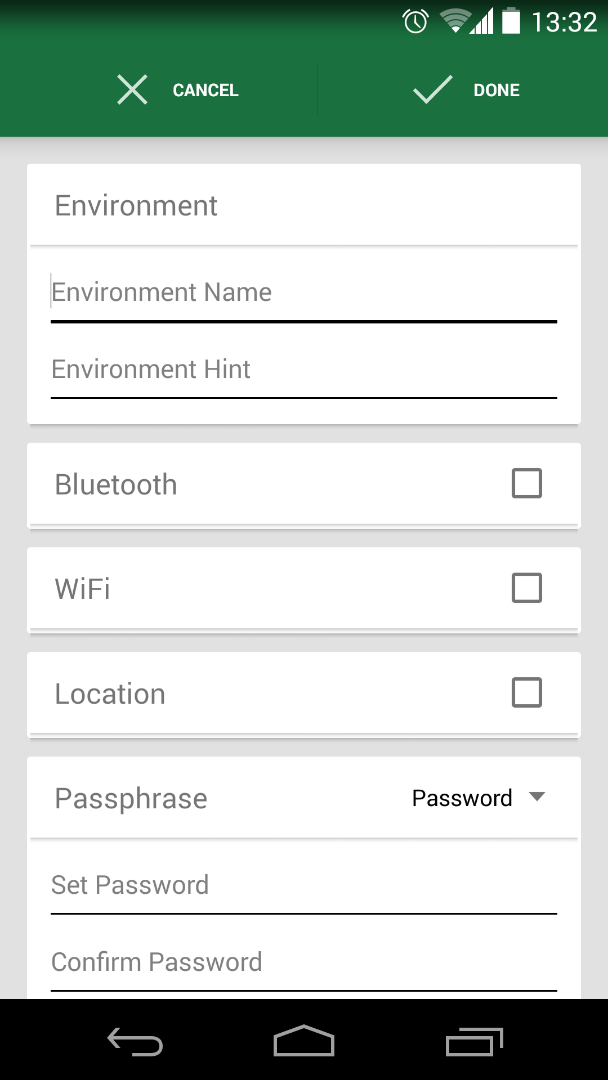 13:32
CANCEL
DONE
Environment
Environment Name
Environment Hint
Bluetooth
WiFi
Location
Passphrase
Password
Set Password
Confirm Password